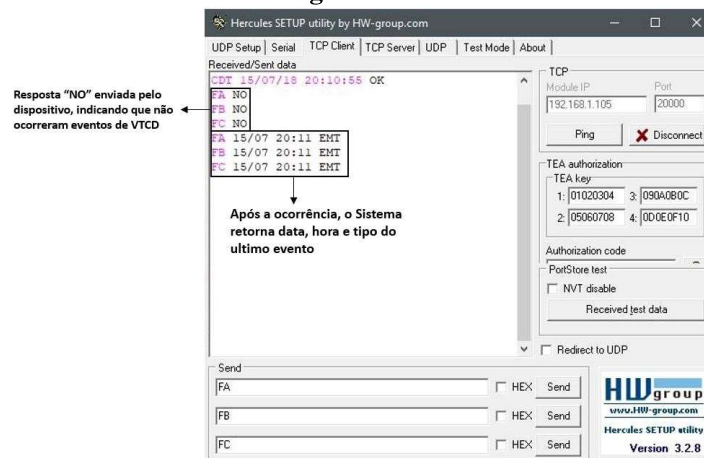 Hercules SETUP utility by HW-group.com
UDP Setup Serial TCP Client TCP Server UDP Test Mode About
Received/Sent data
CDT 15/07/18 20:10:55 OK
FA NO
FB NO
FC NO
FA 15/07 20:11 EMT
FB 15/07 20:11 EMT
FC 15/07 20:11 EMT
Resposta “NO” enviada pelo
dispositivo, indicando que não
ocorreram eventos de VTCD
Após a ocorrência, o Sistema
retorna data, hora e tipo do
ultimo evento
TCP
Module IP Port
192.168.1.105 20000
Ping Disconnect
TEA authorization
TEA key
1: 01020304 3: 090A0B0C
2: 05060708 4: 0D0E0F10
Authorization code
PortStore test
NVT disable
Received test data
Redirect to UDP
Send
FA HEX Send
FB HEX Send
FC HEX Send
HW group
www.HW-group.com
Hercules SETUP utility
Version 3.2.8